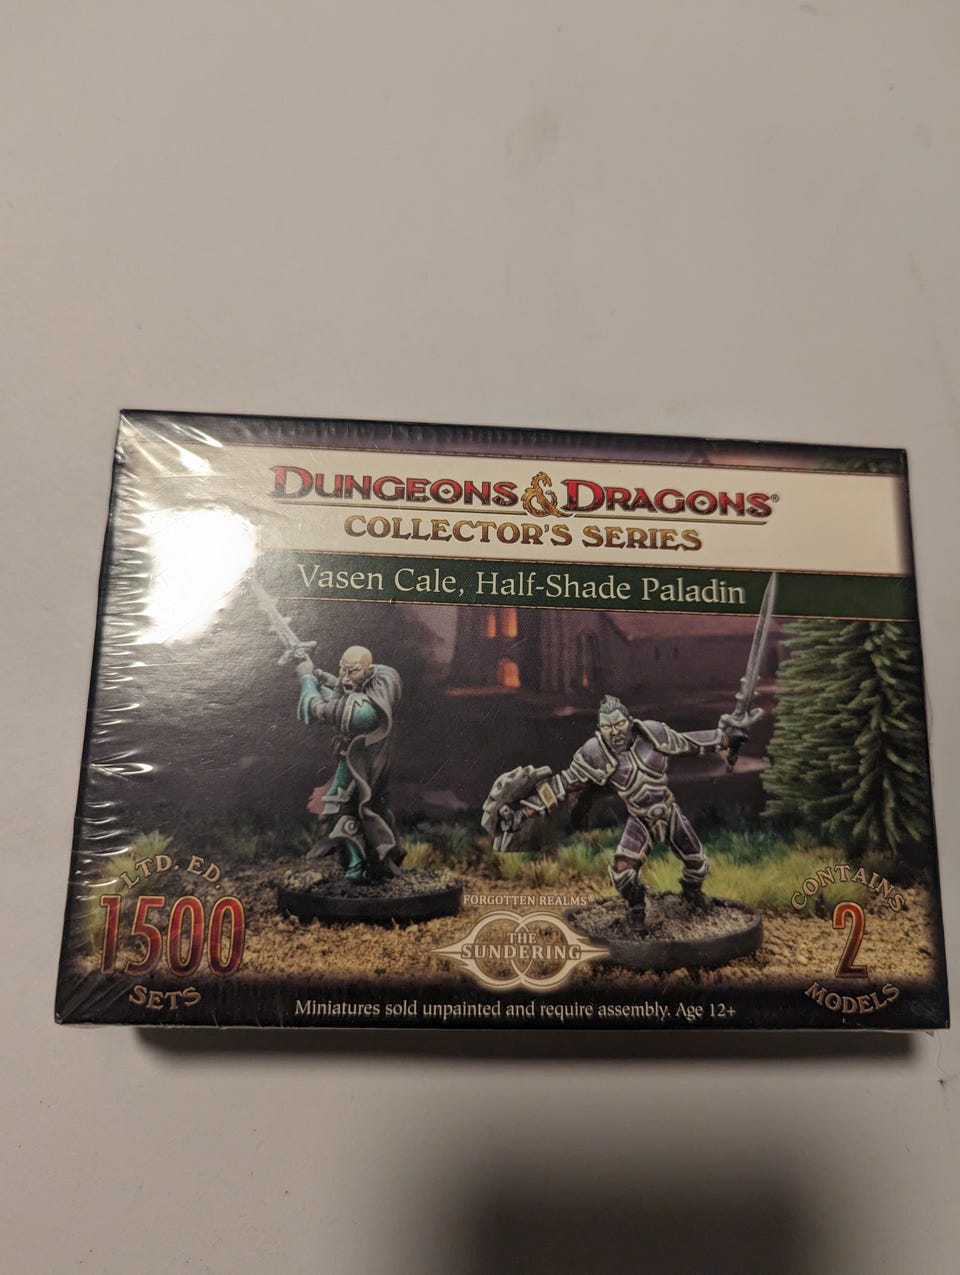 DUNGEONS & DRAGONS®
COLLECTOR'S SERIES
Vasen Cale, Half-Shade Paladin
LTD. ED.
1500
SETS
FORGOTTEN REALMS®
THE
SUNDERING
CONTAINS
2
MODELS
Miniatures sold unpainted and require assembly. Age 12+